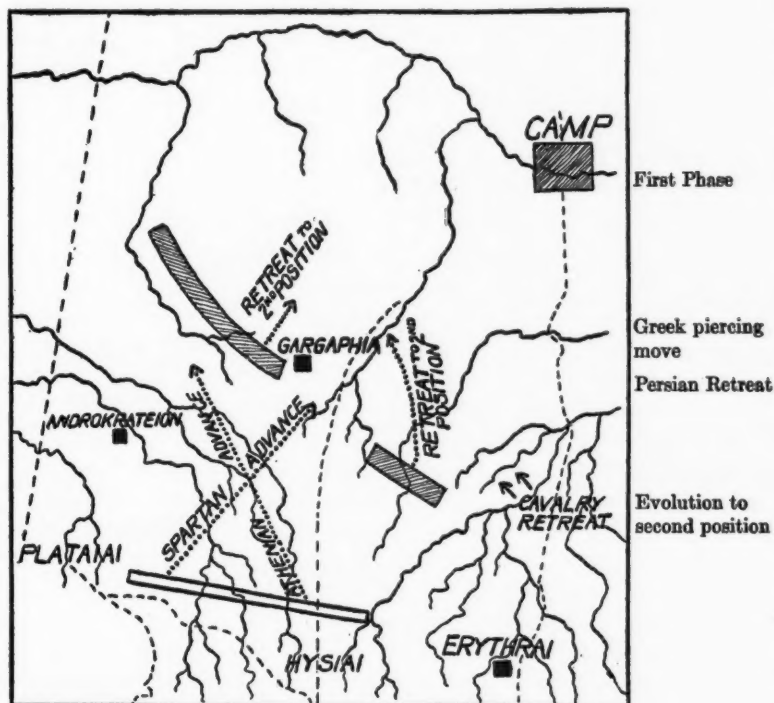 CAMP
First Phase
RETREAT TO
2ND POSITION
GARGAPHIA
Greek piercing
move
RETREAT TO 2ND
POSITION
Persian Retreat
ANDROKRATEION
ADVANCE
SPARTAN ADVANCE
CAVALRY
RETREAT
Evolution to
second position
PLATAIAI
ATHENIAN
HYSIAI
ERYTHRAI